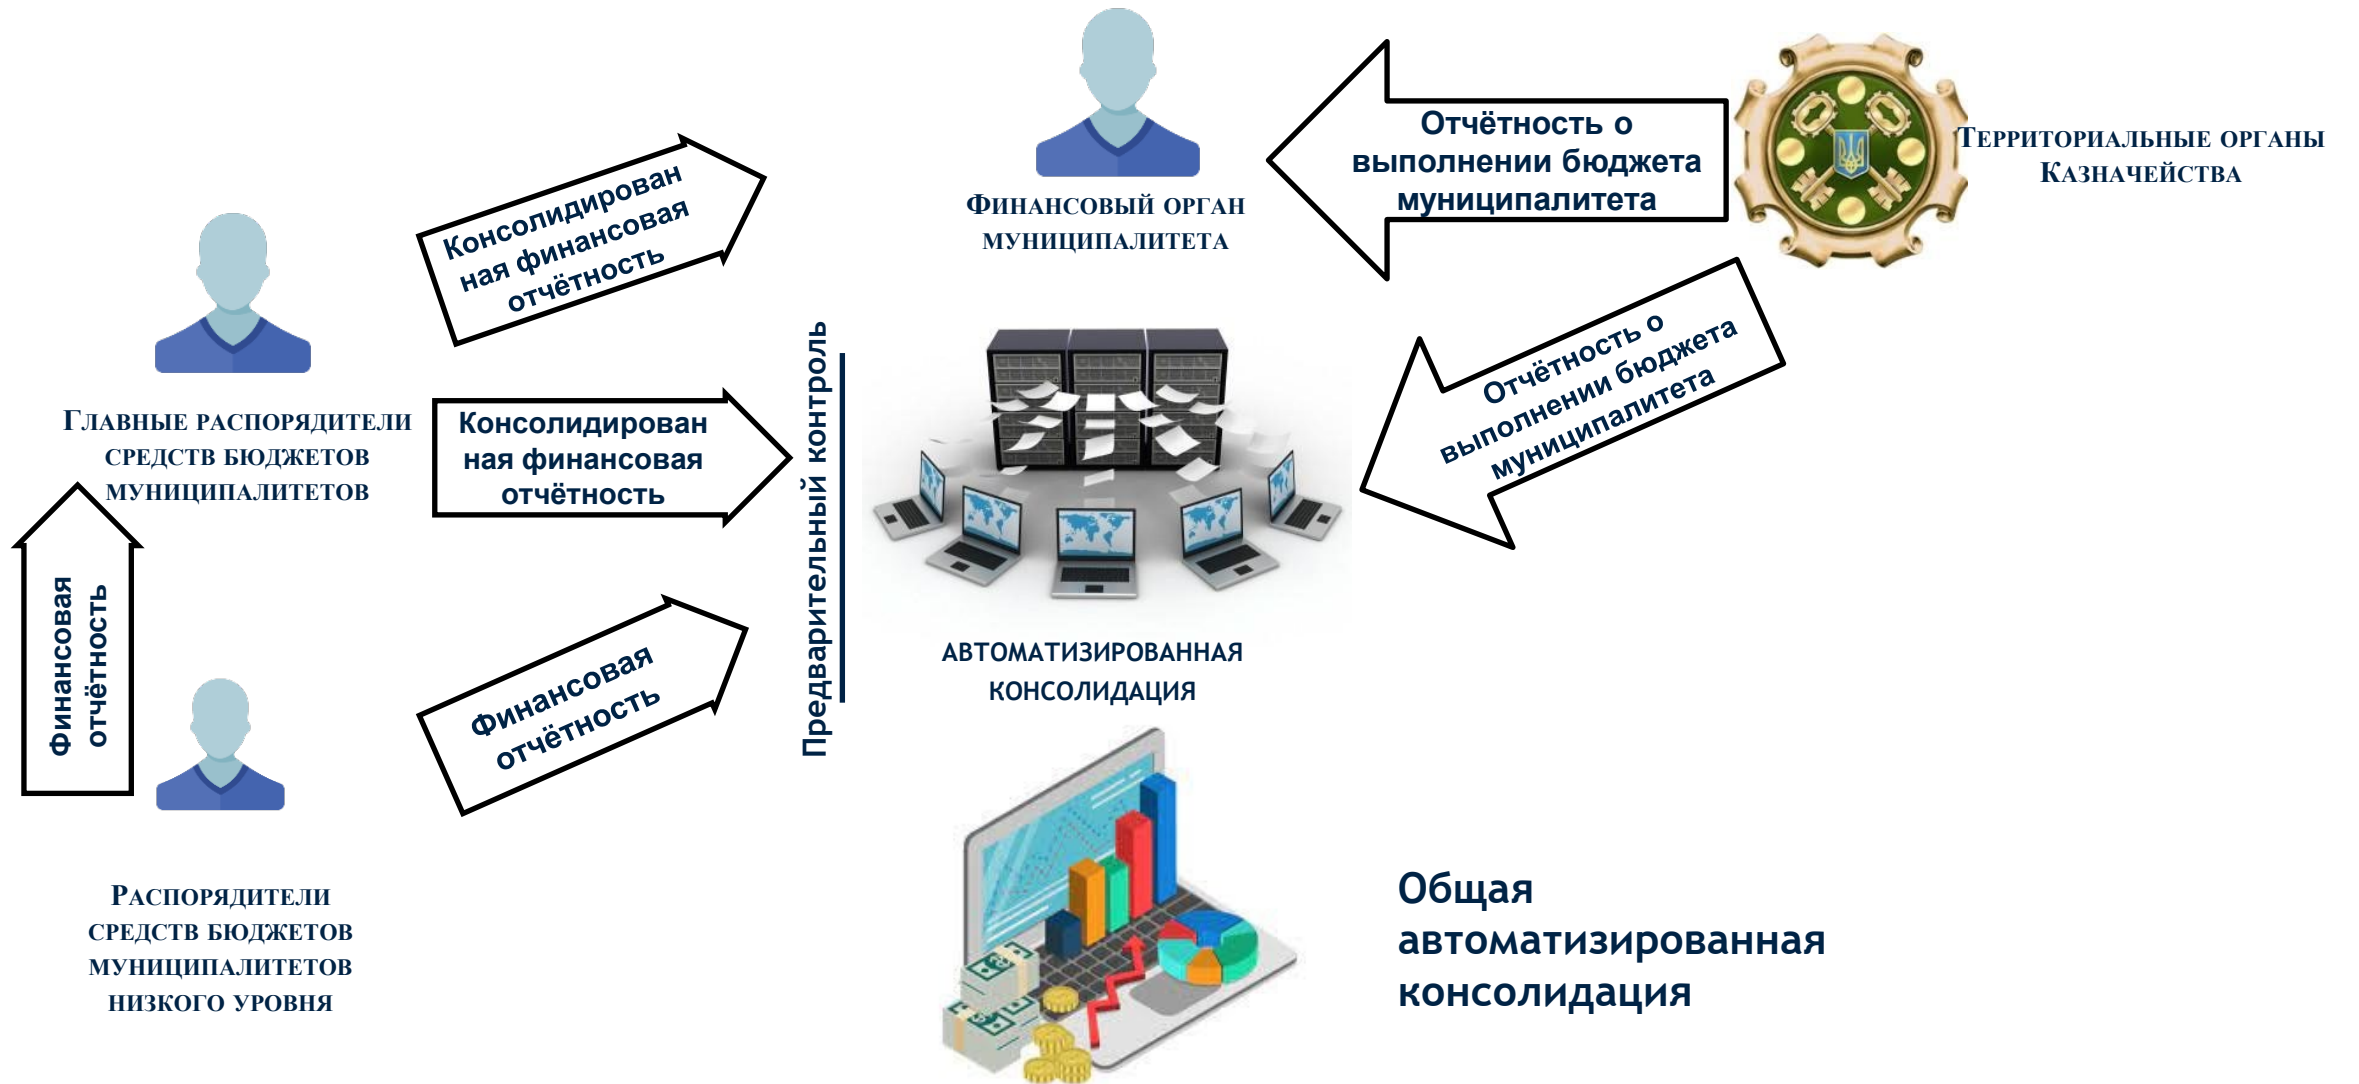 Консолидирован
ная финансовая
отчётность
Финансовый орган
муниципалитета
Отчётность о
выполнении бюджета
муниципалитета
Территориальные органы
Казначейства
Главные распорядители
средств бюджетов
муниципалитетов
Консолидирован
ная финансовая
отчётность
Предварительный контроль
Отчётность о
выполнении бюджета
муниципалитета
Финансовая
отчётность
Финансовая
отчётность
АВТОМАТИЗИРОВАННАЯ
КОНСОЛИДАЦИЯ
Распорядители
средств бюджетов
муниципалитетов
низкого уровня
Общая
автоматизированная
консолидация